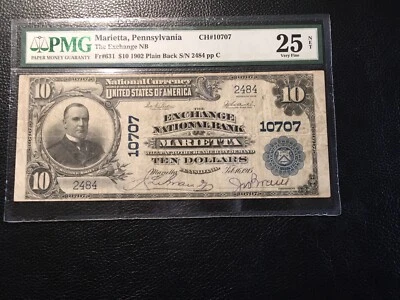 PMG
PAPER MONEY GUARANTY
Marietta, Pennsylvania CH#10707
The Exchange NB
Fr#631 $10 1902 Plain Back S/N 2484 pp C
25 NET
Very Fine
National Currency
UNITED STATES OF AMERICA
10
10
2484
THE
EXCHANGE
NATIONAL BANK
OF
MARIETTA
10707
10707
TEN DOLLARS
10
2484